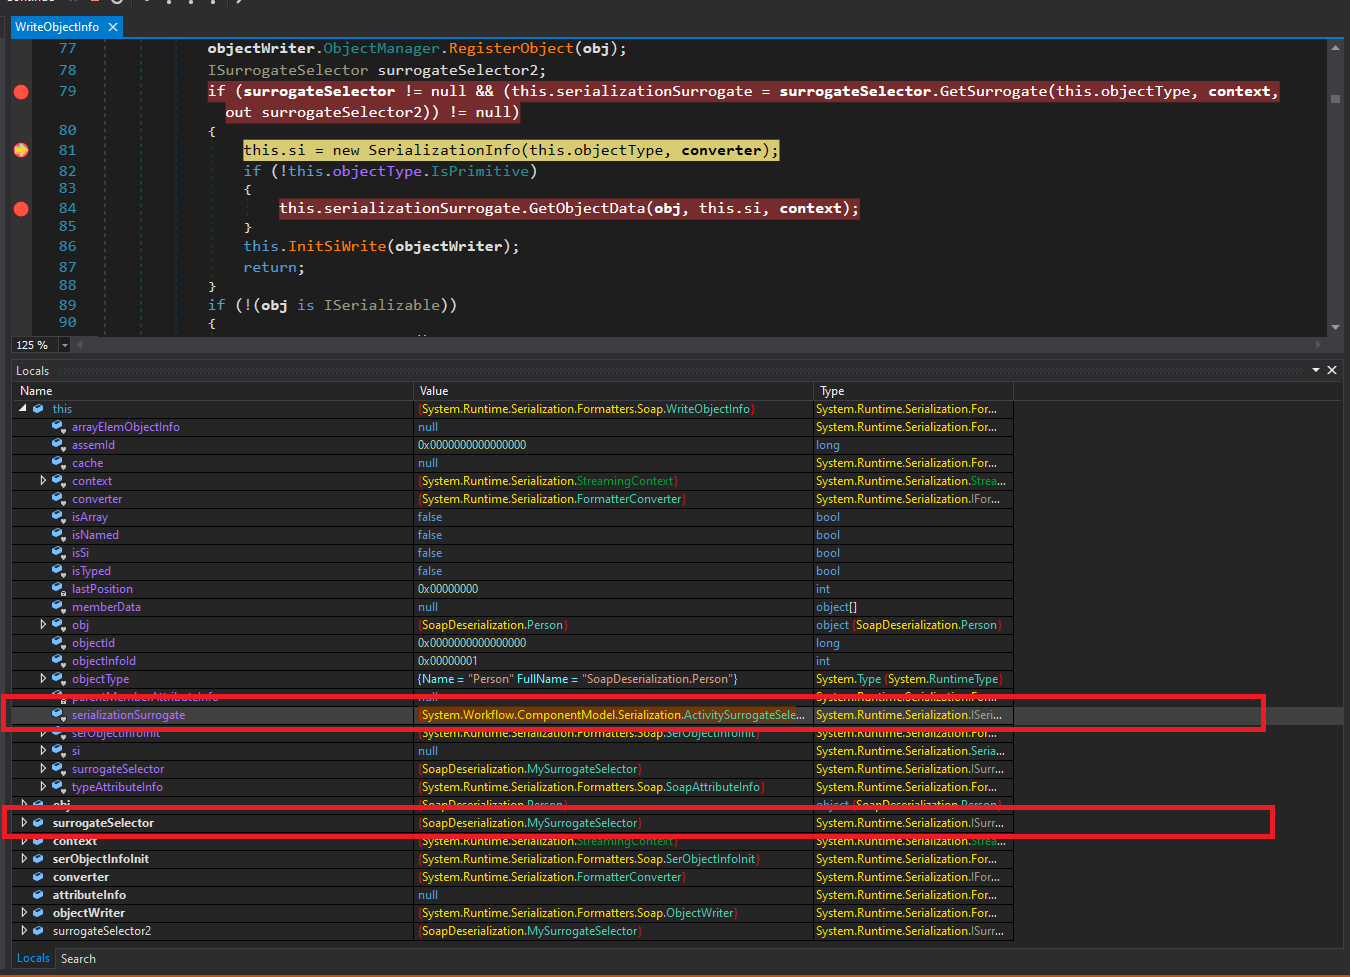 WriteObjectInfo
77 objectWriter.ObjectManager.RegisterObject(obj);
78 ISurrogateSelector surrogateSelector2;
79 if (surrogateSelector != null && (this.serializationSurrogate = surrogateSelector.GetSurrogate(this.objectType, context,
out surrogateSelector2)) != null)
80 {
81 this.si = new SerializationInfo(this.objectType, converter);
82 if (!this.objectType.IsPrimitive)
83 {
84 this.serializationSurrogate.GetObjectData(obj, this.si, context);
85 }
86 this.InitSiWrite(objectWriter);
87 return;
88 }
89 if (!(obj is ISerializable))
90 {
125 %
Locals
Name Value Type
this {System.Runtime.Serialization.Formatters.Soap.WriteObjectInfo} System.Runtime.Serialization.For...
arrayElemObjectInfo null System.Runtime.Serialization.For...
assemId 0x0000000000000000 long
cache null System.Runtime.Serialization.For...
context {System.Runtime.Serialization.StreamingContext} System.Runtime.Serialization.Strea...
converter {System.Runtime.Serialization.FormatterConverter} System.Runtime.Serialization.IFor...
isArray false bool
isNamed false bool
isSi false bool
isTyped false bool
lastPosition 0x00000000 int
memberData null object[]
obj {SoapDeserialization.Person} object {SoapDeserialization.Person}
objectId 0x0000000000000000 long
objectInfoId 0x00000001 int
objectType {Name = "Person" FullName = "SoapDeserialization.Person"} System.Type {System.RuntimeType}
parentMemberAttributeInfo null System.Runtime.Serialization.For...
serializationSurrogate {System.Workflow.ComponentModel.Serialization.ActivitySurrogateSele... System.Runtime.Serialization.ISeri...
serObjectInfoInit {System.Runtime.Serialization.Formatters.Soap.SerObjectInfoInit} System.Runtime.Serialization.For...
si null System.Runtime.Serialization.Seria...
surrogateSelector {SoapDeserialization.MySurrogateSelector} System.Runtime.Serialization.ISurr...
typeAttributeInfo {System.Runtime.Serialization.Formatters.Soap.SoapAttributeInfo} System.Runtime.Serialization.For...
obj {SoapDeserialization.Person} object {SoapDeserialization.Person}
surrogateSelector {SoapDeserialization.MySurrogateSelector} System.Runtime.Serialization.ISurr...
context {System.Runtime.Serialization.StreamingContext} System.Runtime.Serialization.Strea...
serObjectInfoInit {System.Runtime.Serialization.Formatters.Soap.SerObjectInfoInit} System.Runtime.Serialization.For...
converter {System.Runtime.Serialization.FormatterConverter} System.Runtime.Serialization.IFor...
attributeInfo null System.Runtime.Serialization.For...
objectWriter {System.Runtime.Serialization.Formatters.Soap.ObjectWriter} System.Runtime.Serialization.For...
surrogateSelector2 {SoapDeserialization.MySurrogateSelector} System.Runtime.Serialization.ISurr...
Locals Search